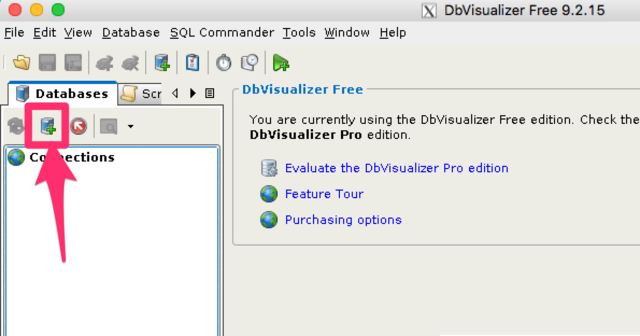 DbVisualizer Free 9.2.15
File Edit View Database SQL Commander Tools Window Help
Databases Scr
DbVisualizer Free
You are currently using the DbVisualizer Free edition. Check the
DbVisualizer Pro edition.
Evaluate the DbVisualizer Pro edition
Feature Tour
Purchasing options